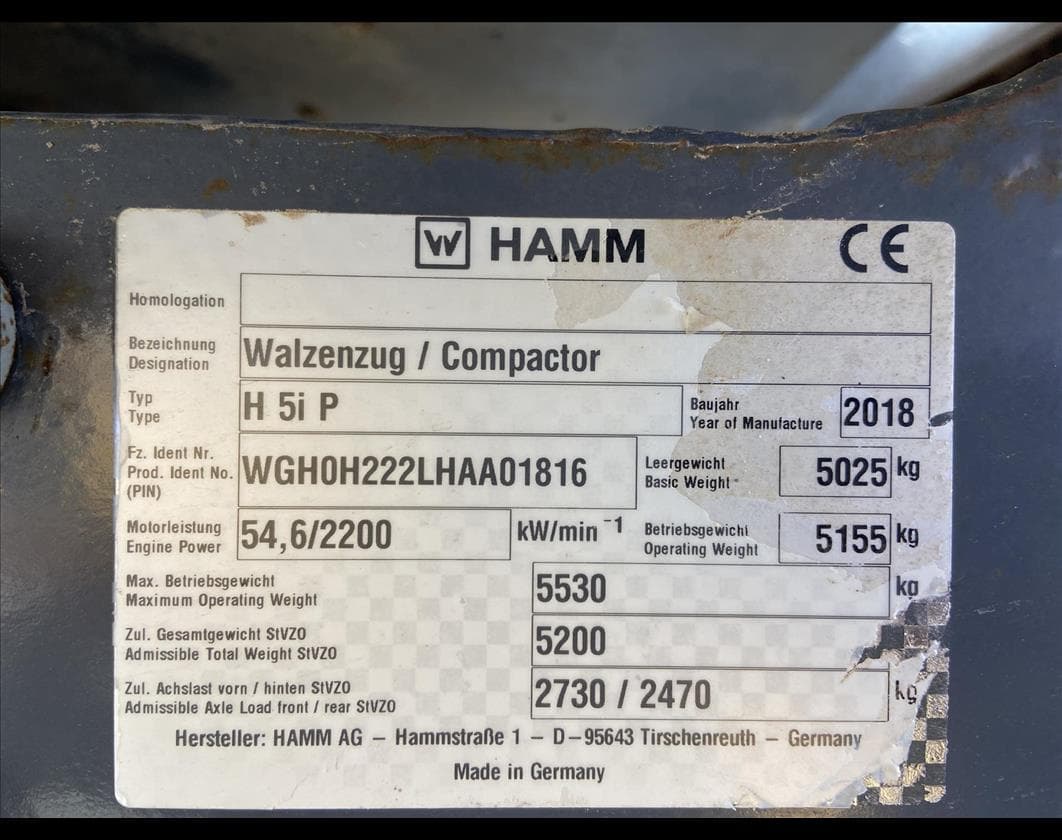 W HAMM CE
Homologation
Bezeichnung
Designation
Walzenzug / Compactor
Typ
Type
H 5i P
Baujahr
Year of Manufacture
2018
Fz. Ident Nr.
Prod. Ident No.
(PIN)
WGH0H222LHAA01816
Leergewicht
Basic Weight
5025 kg
Motorleistung
Engine Power
54,6/2200 kW/min ⁻¹
Betriebsgewicht
Operating Weight
5155 kg
Max. Betriebsgewicht
Maximum Operating Weight
5530 kg
Zul. Gesamtgewicht StVZO
Admissible Total Weight StVZO
5200
Zul. Achslast vorn / hinten StVZO
Admissible Axle Load front / rear StVZO
2730 / 2470 kg
Hersteller: HAMM AG – Hammstraße 1 – D–95643 Tirschenreuth – Germany
Made in Germany